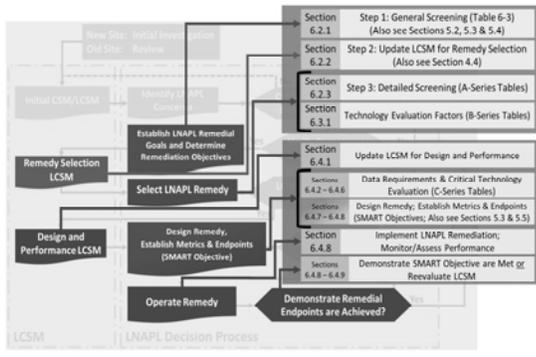 New Site: Initial Investigation
Old Site: Review
Initial CSM/LCSM
Identify LNAPL
Concerns
Establish LNAPL Remedial
Goals and Determine
Remediation Objectives
Remedy Selection
LCSM
Select LNAPL Remedy
Design and
Performance LCSM
Design Remedy,
Establish Metrics & Endpoints
(SMART Objective)
Operate Remedy
Demonstrate Remedial
Endpoints are Achieved?
Yes
LCSM
LNAPL Decision Process
Section
6.2.1
Step 1: General Screening (Table 6-3)
(Also see Sections 5.2, 5.3 & 5.4)
Section
6.2.2
Step 2: Update LCSM for Remedy Selection
(Also see Section 4.4)
Section
6.2.3
Step 3: Detailed Screening (A-Series Tables)
Section
6.3.1
Technology Evaluation Factors (B-Series Tables)
Section
6.4.1
Update LCSM for Design and Performance
Sections
6.4.2 – 6.4.6
Data Requirements & Critical Technology
Evaluation (C-Series Tables)
Sections
6.4.7 – 6.4.8
Design Remedy; Establish Metrics & Endpoints
(SMART Objectives; Also see Sections 5.3 & 5.5)
Section
6.4.8
Implement LNAPL Remediation;
Monitor/Assess Performance
Sections
6.4.8 – 6.4.9
Demonstrate SMART Objective are Met or
Reevaluate LCSM